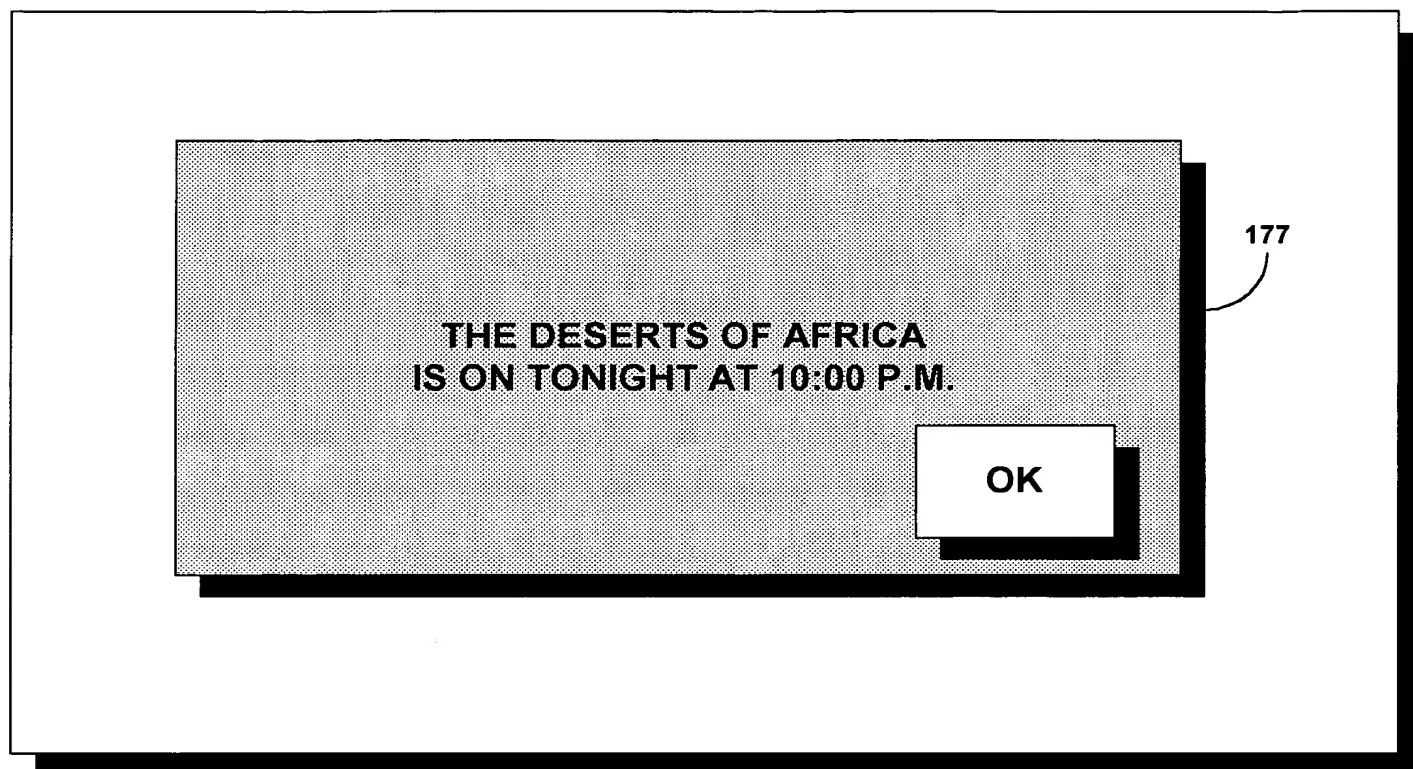 177
THE DESERTS OF AFRICA
IS ON TONIGHT AT 10:00 P.M.
OK